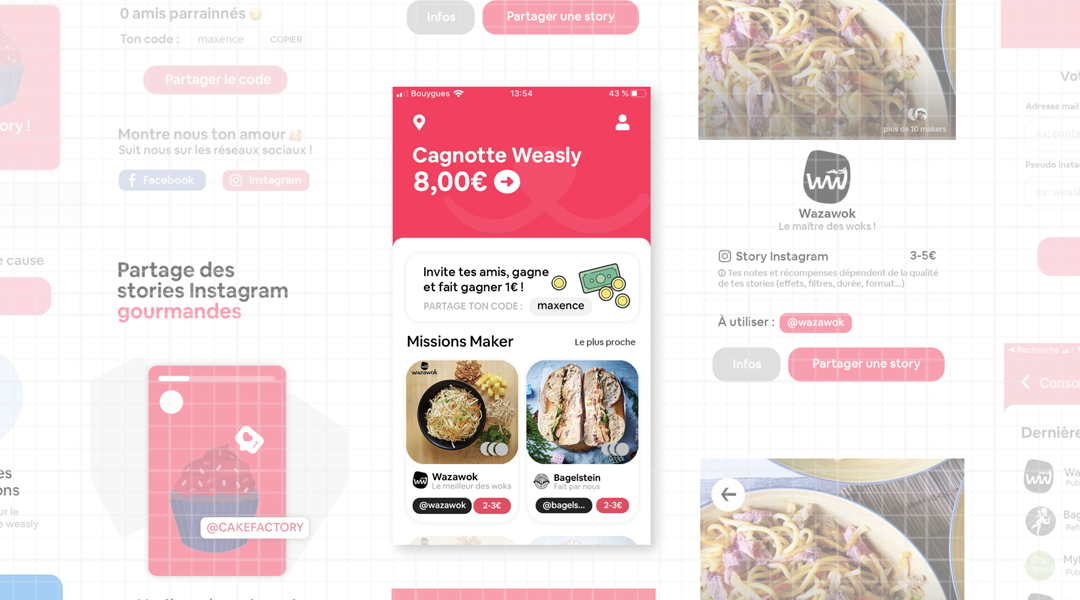 0 amis parrainnés
Ton code :
maxence
COPIER
Partager le code
Montre nous ton amour
Suit nous sur les réseaux sociaux !
Facebook
Instagram
Partage des
stories Instagram
gourmandes
@CAKEFACTORY
ory !
e cause
Infos
Partager une story
Bouygues
13:54
43 %
Cagnotte Weasly
8,00€
Invite tes amis, gagne
et fait gagner 1€ !
PARTAGE TON CODE :
maxence
Missions Maker
Le plus proche
wazawok
Wazawok
Le meilleur des woks
@wazawok
2-3€
Bagelstein
Fait par nous
@bagels...
2-3€
plus de 10 makers
Wazawok
Le maître des woks !
Story Instagram
3-5€
Tes notes et récompenses dépendent de la qualité
de tes stories (effets, filtres, durée, format...)
À utiliser :
@wazawok
Infos
Partager une story
Vot
Adresse mail
ex: conta
Pseudo Insta
ex: weasl
Recherche
Conso
Dernière
Wa
Pub
Bag
Refu
Myl
Pub
es
ons
ur le
e weasly